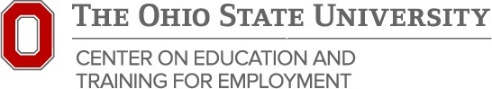 THE OHIO STATE UNIVERSITY
CENTER ON EDUCATION AND
TRAINING FOR EMPLOYMENT